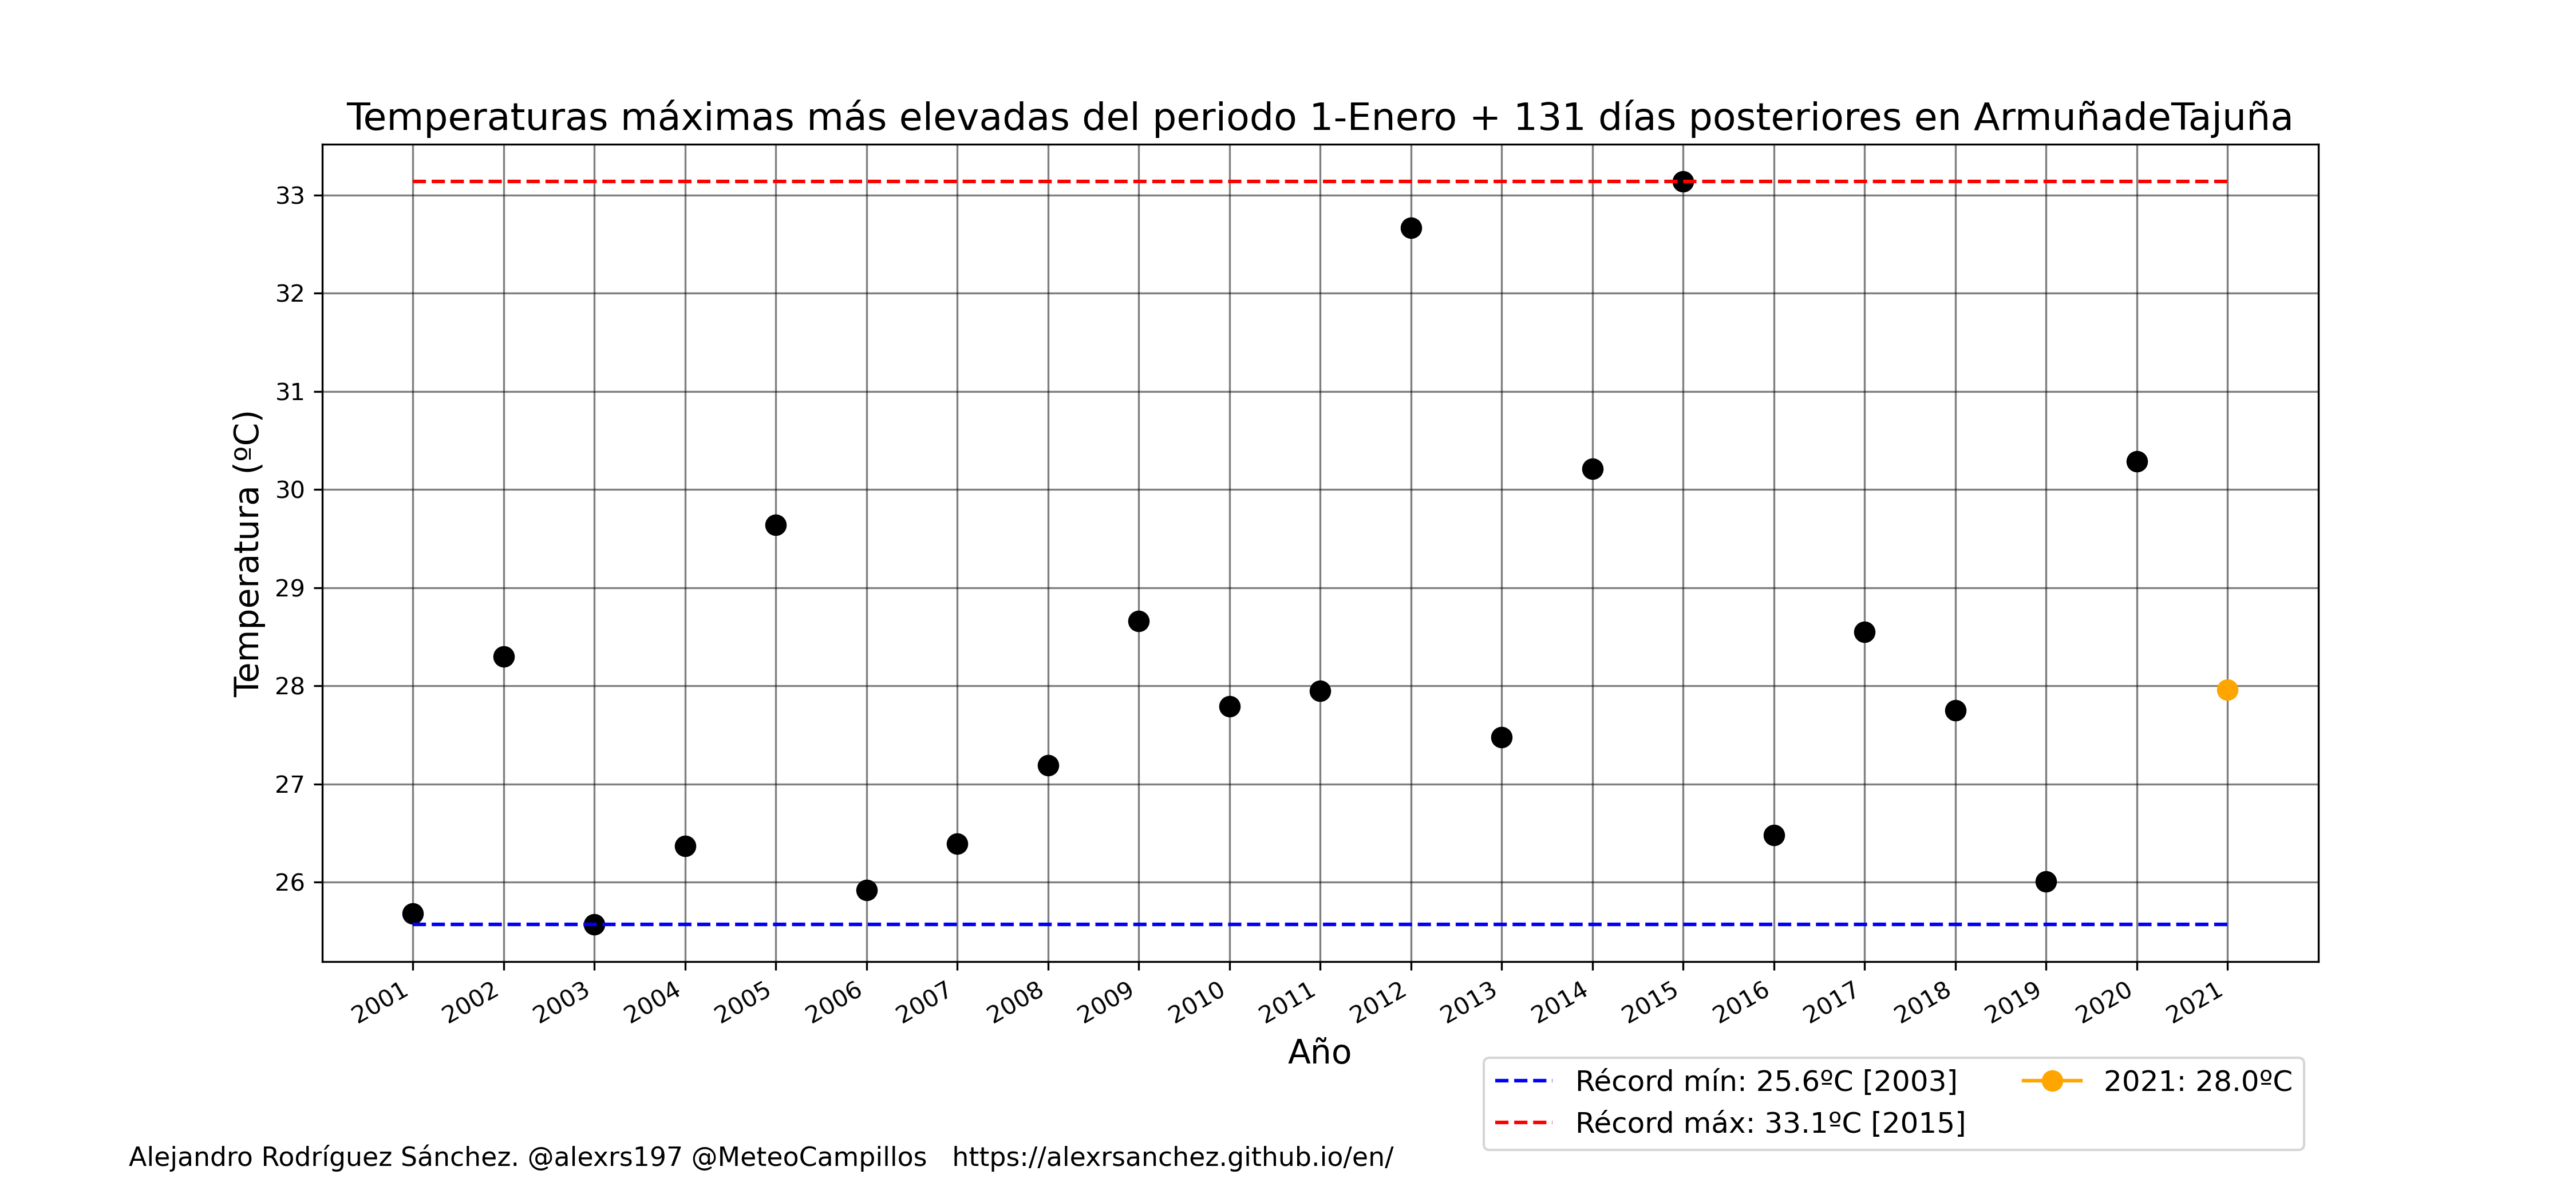 Temperaturas máximas más elevadas del periodo 1-Enero + 131 días posteriores en ArmuñadeTajuña
Temperatura (ºC)
33
32
31
30
29
28
27
26
2001 2002 2003 2004 2005 2006 2007 2008 2009 2010 2011 2012 2013 2014 2015 2016 2017 2018 2019 2020 2021
Año
Récord mín: 25.6ºC [2003]
Récord máx: 33.1ºC [2015]
2021: 28.0ºC
Alejandro Rodríguez Sánchez. @alexrs197 @MeteoCampillos https://alexrsanchez.github.io/en/